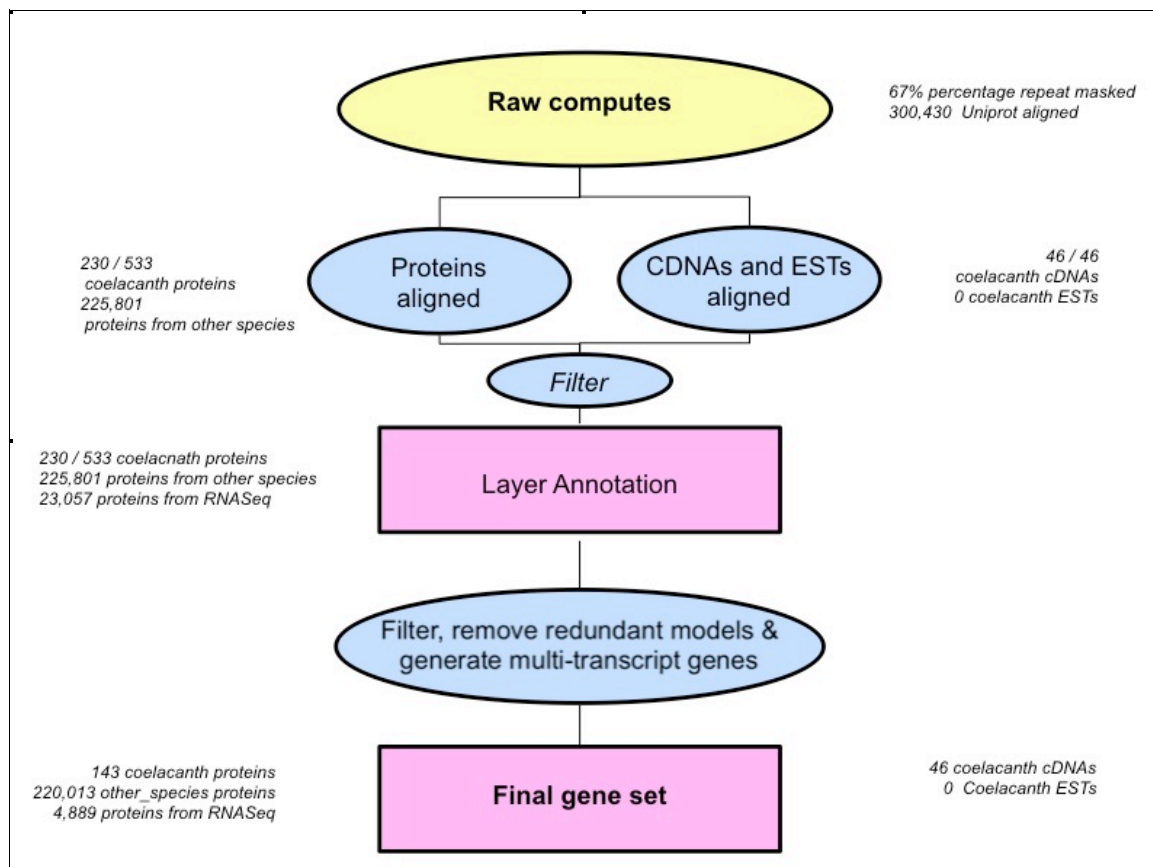 Raw computes
67% percentage repeat masked
300,430 Uniprot aligned
230 / 533
coelacanth proteins
225,801
proteins from other species
Proteins
aligned
CDNAs and ESTs
aligned
46 / 46
coelacanth cDNAs
0 coelacanth ESTs
Filter
230 / 533 coelacnath proteins
225,801 proteins from other species
23,057 proteins from RNASeq
Layer Annotation
Filter, remove redundant models &
generate multi-transcript genes
143 coelacanth proteins
220,013 other_species proteins
4,889 proteins from RNASeq
Final gene set
46 coelacanth cDNAs
0 Coelacanth ESTs